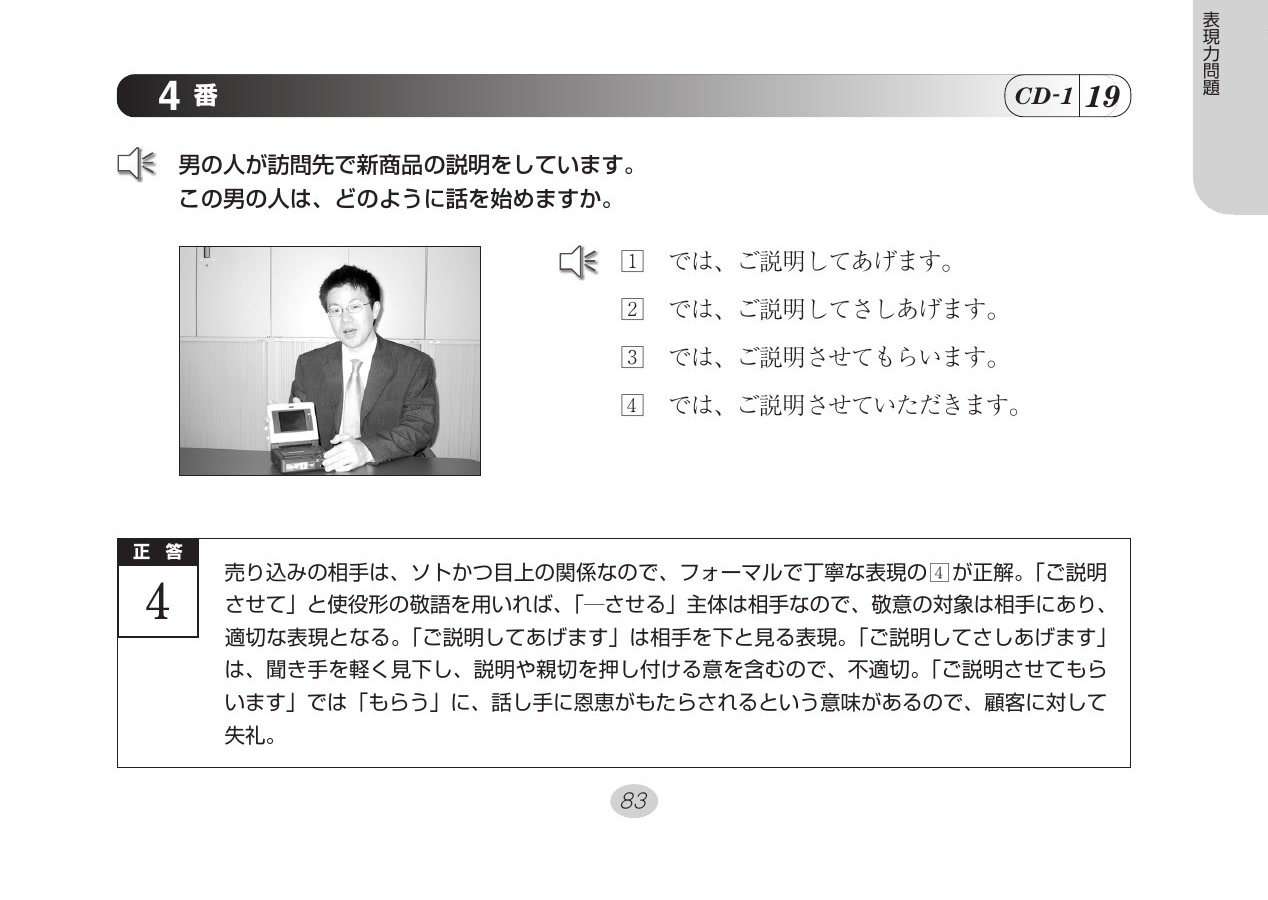 表現力問題
4 番
CD-1 19
男の人が訪問先で新商品の説明をしています。
この男の人は、どのように話を始めますか。
1 では、ご説明してあげます。
2 では、ご説明してさしあげます。
3 では、ご説明させてもらいます。
4 では、ご説明させていただきます。
正 答
4
売り込みの相手は、ソトかつ目上の関係なので、フォーマルで丁寧な表現の4が正解。「ご説明
させて」と使役形の敬語を用いれば、「─させる」主体は相手なので、敬意の対象は相手にあり、
適切な表現となる。「ご説明してあげます」は相手を下と見る表現。「ご説明してさしあげます」
は、聞き手を軽く見下し、説明や親切を押し付ける意を含むので、不適切。「ご説明させてもら
います」では「もらう」に、話し手に恩恵がもたらされるという意味があるので、顧客に対して
失礼。
83